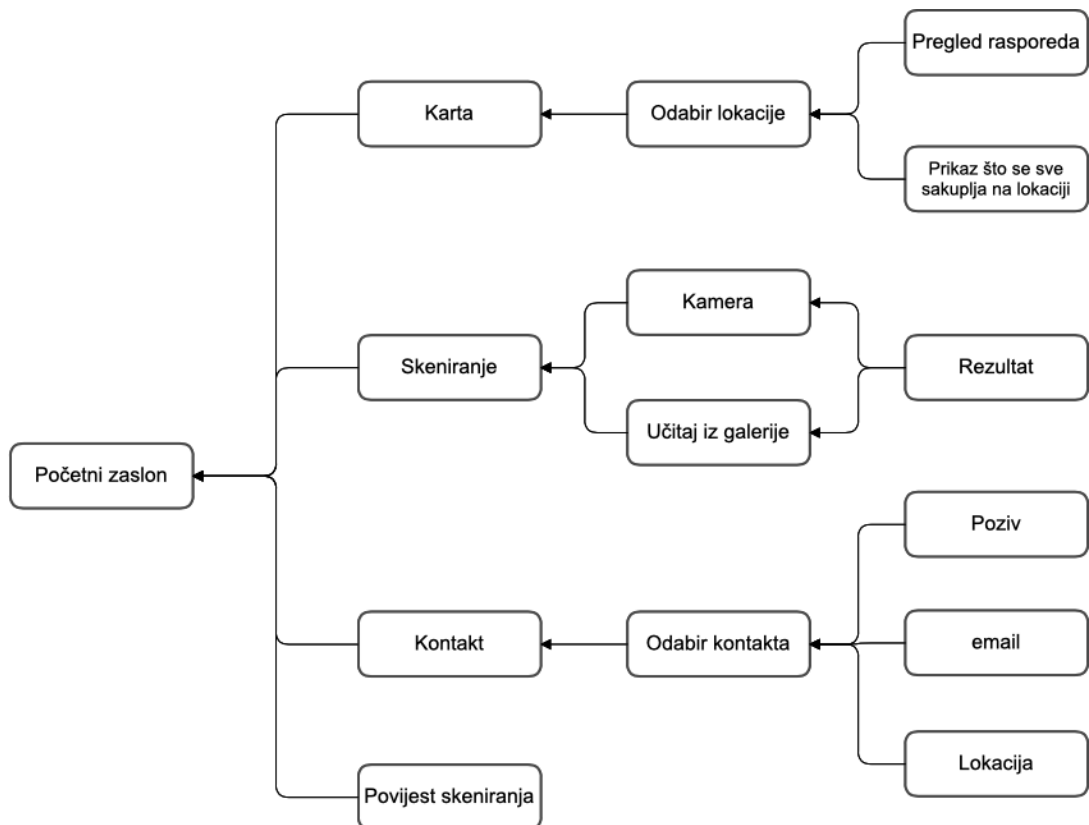 Pregled rasporeda
Karta
Odabir lokacije
Prikaz što se sve
sakuplja na lokaciji
Kamera
Skeniranje
Rezultat
Učitaj iz galerije
Početni zaslon
Poziv
Kontakt
Odabir kontakta
email
Lokacija
Povijest skeniranja